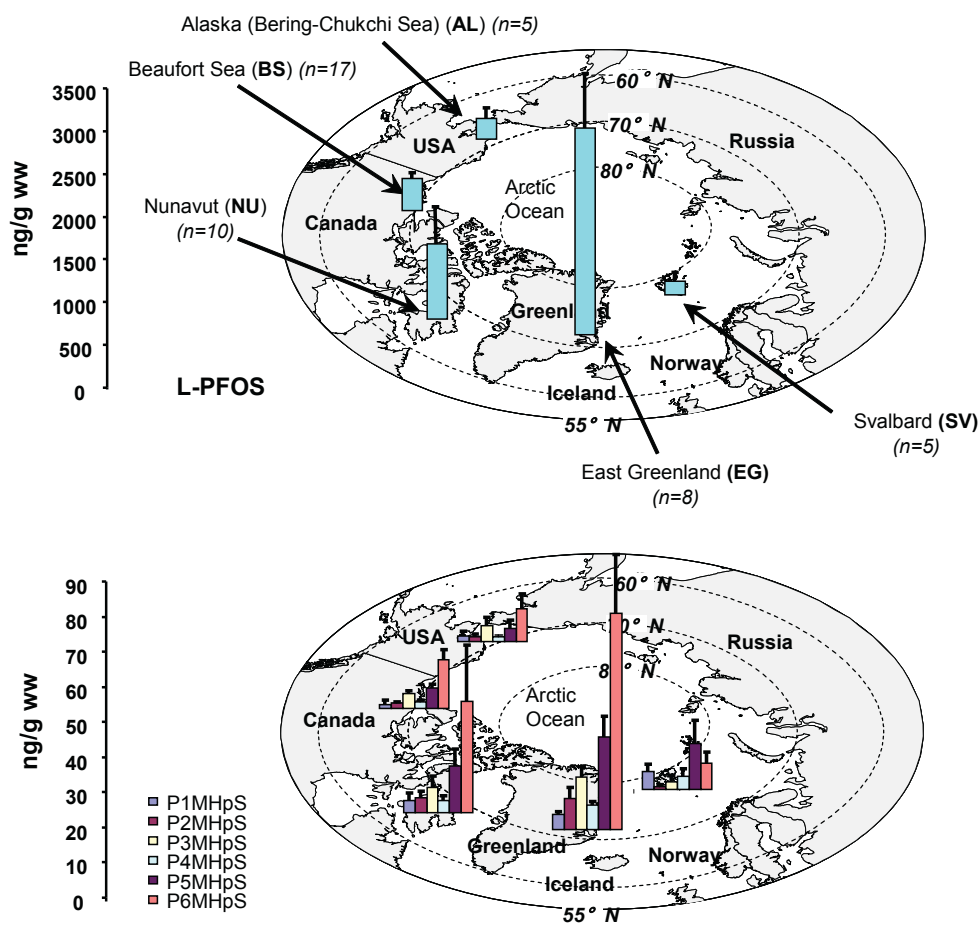 Alaska (Bering-Chukchi Sea) (AL) (n=5)
Beaufort Sea (BS) (n=17)
Nunavut (NU)
(n=10)
ng/g ww
3500
3000
2500
2000
1500
1000
500
0
L-PFOS
60° N
70° N
80° N
USA
Russia
Canada
Arctic
Ocean
Greenland
Norway
Iceland
55° N
Svalbard (SV)
(n=5)
East Greenland (EG)
(n=8)
ng/g ww
90
80
70
60
50
40
30
20
10
0
P1MHpS
P2MHpS
P3MHpS
P4MHpS
P5MHpS
P6MHpS
60° N
0° N
8° N
USA
Russia
Canada
Arctic
Ocean
Greenland
Norway
Iceland
55° N